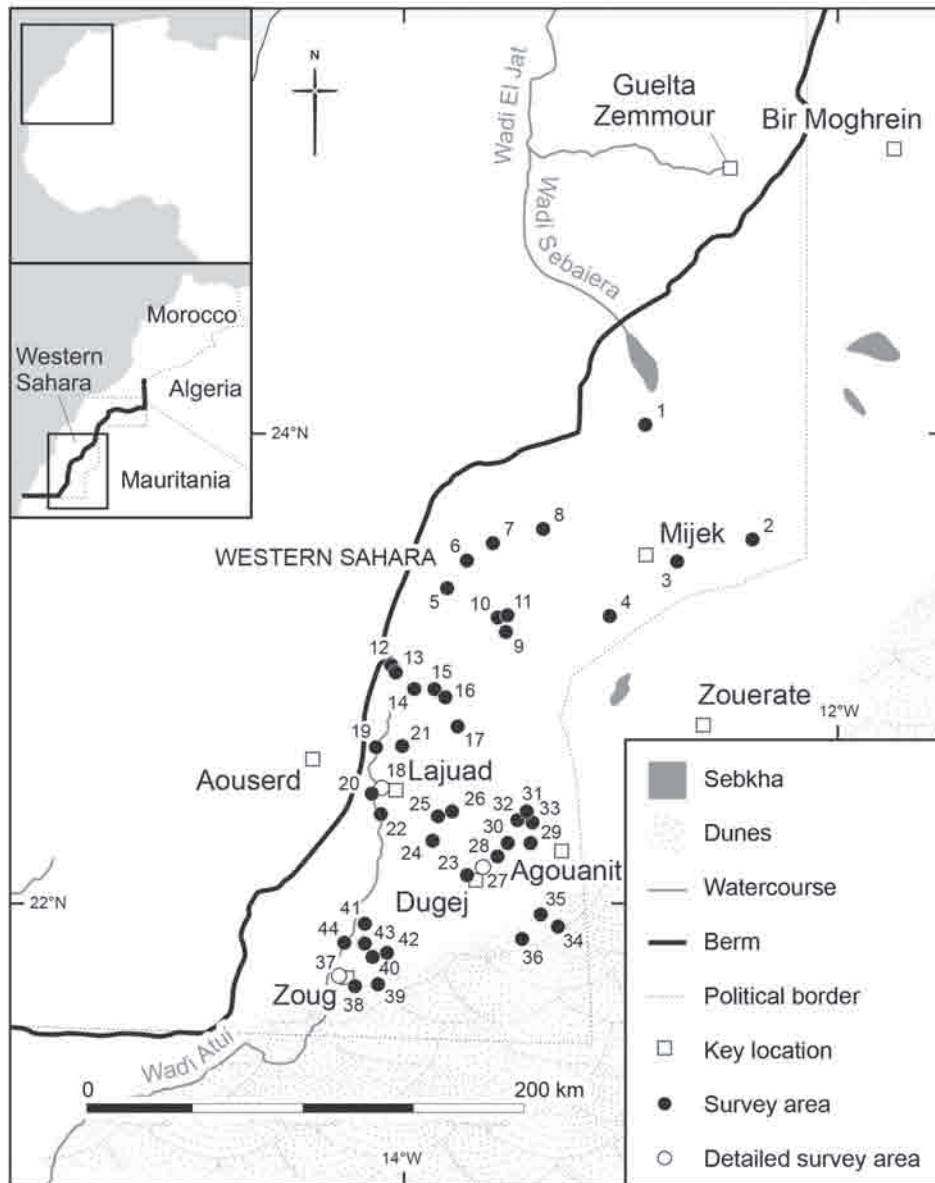 N
Wadi El Jat
Guelta
Zemmour
Bir Moghrein
Wadi Sebaiera
Morocco
Western
Sahara
Algeria
Mauritania
24°N
1
WESTERN SAHARA
6
7
8
Mijek
2
3
5
10
11
4
9
12
13
14
15
16
Zouerate
12°W
17
19
21
Aouserd
18
Lajuad
20
22
25
26
31
32
33
30
29
24
28
23
27
Agouanit
Dugej
22°N
35
34
36
41
44
43
42
37
40
Zoug
38
39
Wadi Atui
0
200 km
14°W
Sebkha
Dunes
Watercourse
Berm
Political border
Key location
Survey area
Detailed survey area